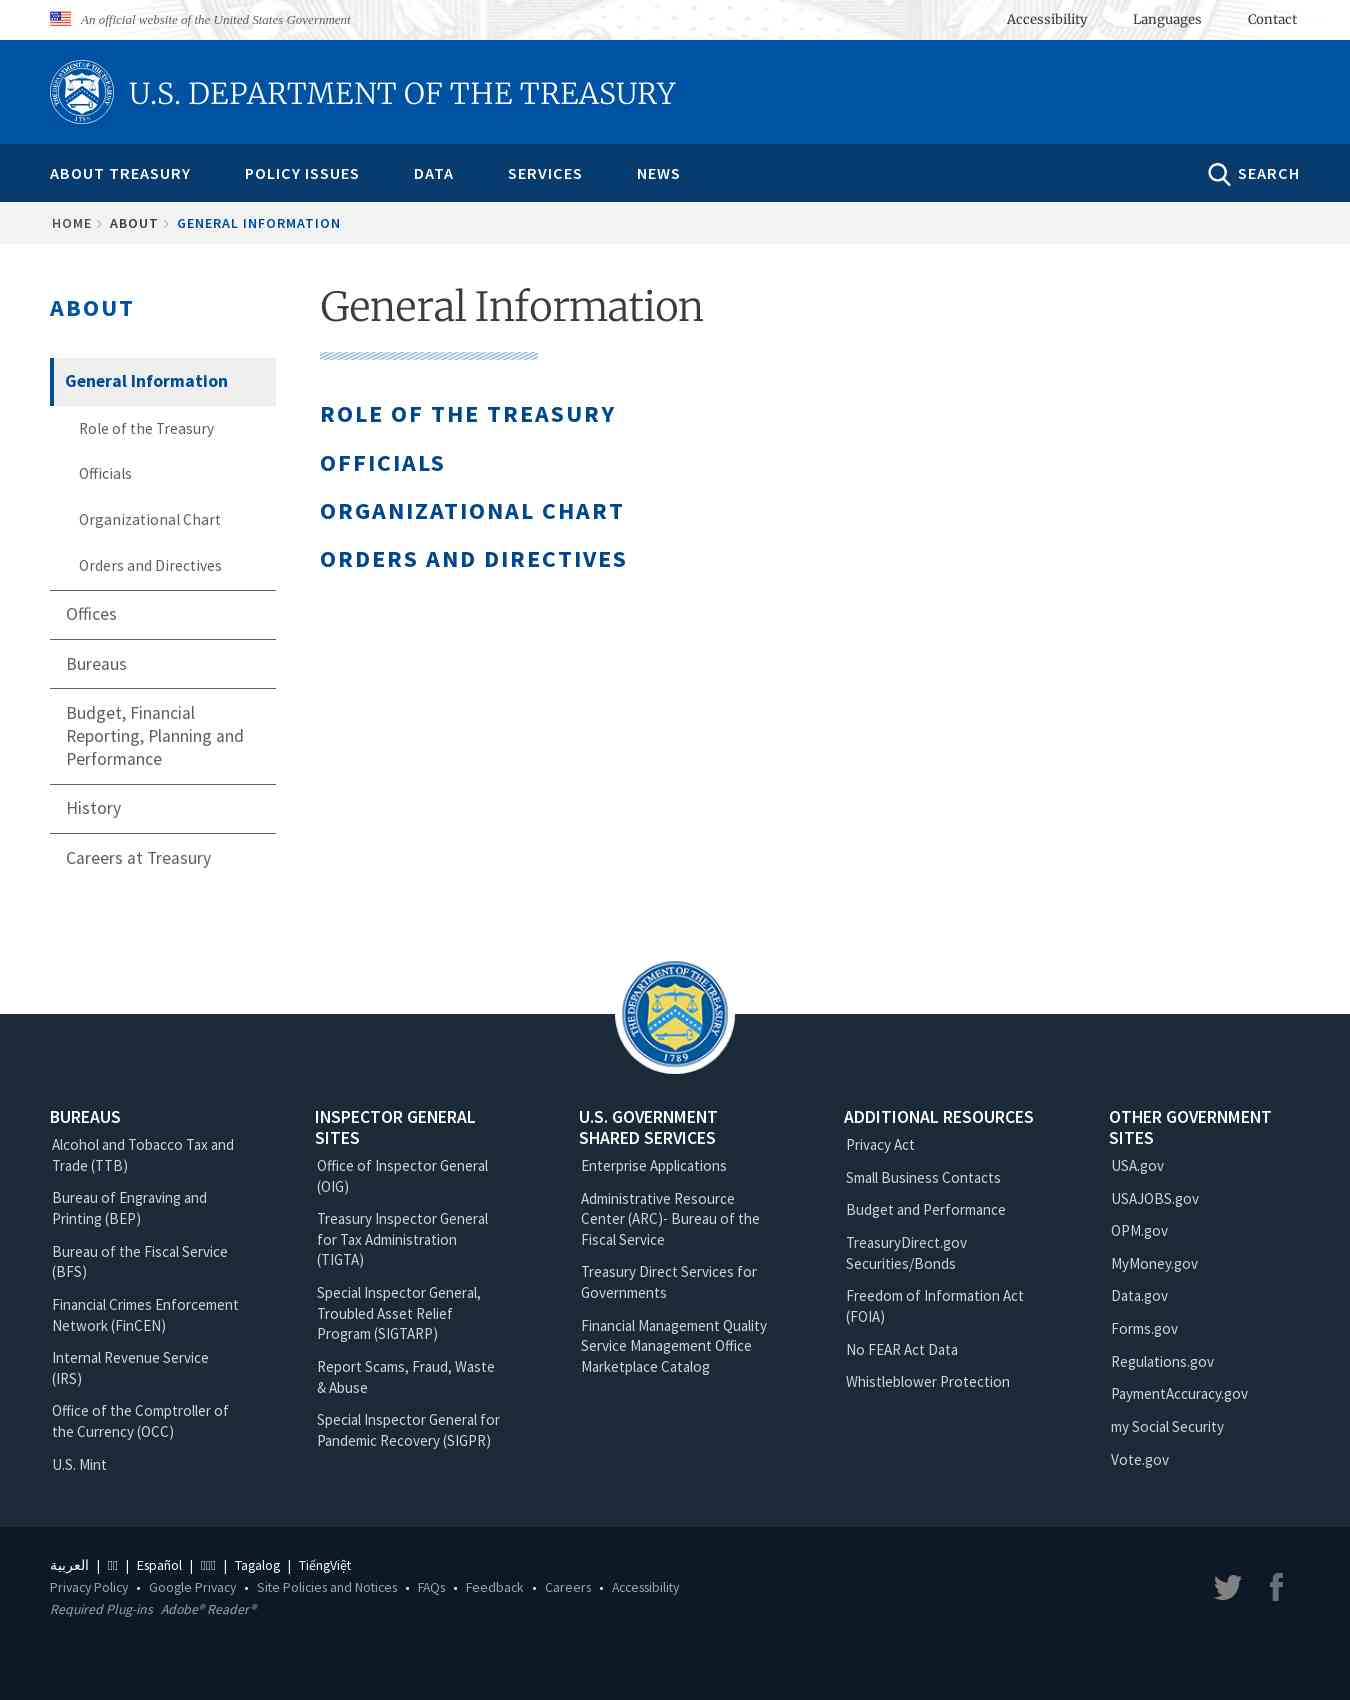 An official website of the United States Government
Accessibility
Languages
Contact
U.S. DEPARTMENT OF THE TREASURY
ABOUT TREASURY
POLICY ISSUES
DATA
SERVICES
NEWS
SEARCH
HOME
ABOUT
GENERAL INFORMATION
ABOUT
General Information
Role of the Treasury
Officials
Organizational Chart
Orders and Directives
Offices
Bureaus
Budget, Financial
Reporting, Planning and
Performance
History
Careers at Treasury
General Information
ROLE OF THE TREASURY
OFFICIALS
ORGANIZATIONAL CHART
ORDERS AND DIRECTIVES
THE DEPARTMENT OF THE TREASURY
1789
BUREAUS
Alcohol and Tobacco Tax and
Trade (TTB)
Bureau of Engraving and
Printing (BEP)
Bureau of the Fiscal Service
(BFS)
Financial Crimes Enforcement
Network (FinCEN)
Internal Revenue Service
(IRS)
Office of the Comptroller of
the Currency (OCC)
U.S. Mint
INSPECTOR GENERAL
SITES
Office of Inspector General
(OIG)
Treasury Inspector General
for Tax Administration
(TIGTA)
Special Inspector General,
Troubled Asset Relief
Program (SIGTARP)
Report Scams, Fraud, Waste
& Abuse
Special Inspector General for
Pandemic Recovery (SIGPR)
U.S. GOVERNMENT
SHARED SERVICES
Enterprise Applications
Administrative Resource
Center (ARC)- Bureau of the
Fiscal Service
Treasury Direct Services for
Governments
Financial Management Quality
Service Management Office
Marketplace Catalog
ADDITIONAL RESOURCES
Privacy Act
Small Business Contacts
Budget and Performance
TreasuryDirect.gov
Securities/Bonds
Freedom of Information Act
(FOIA)
No FEAR Act Data
Whistleblower Protection
OTHER GOVERNMENT
SITES
USA.gov
USAJOBS.gov
OPM.gov
MyMoney.gov
Data.gov
Forms.gov
Regulations.gov
PaymentAccuracy.gov
my Social Security
Vote.gov
العربية | | Español | | Tagalog | TiếngViệt
Privacy Policy • Google Privacy • Site Policies and Notices • FAQs • Feedback • Careers • Accessibility
Required Plug-ins Adobe® Reader®